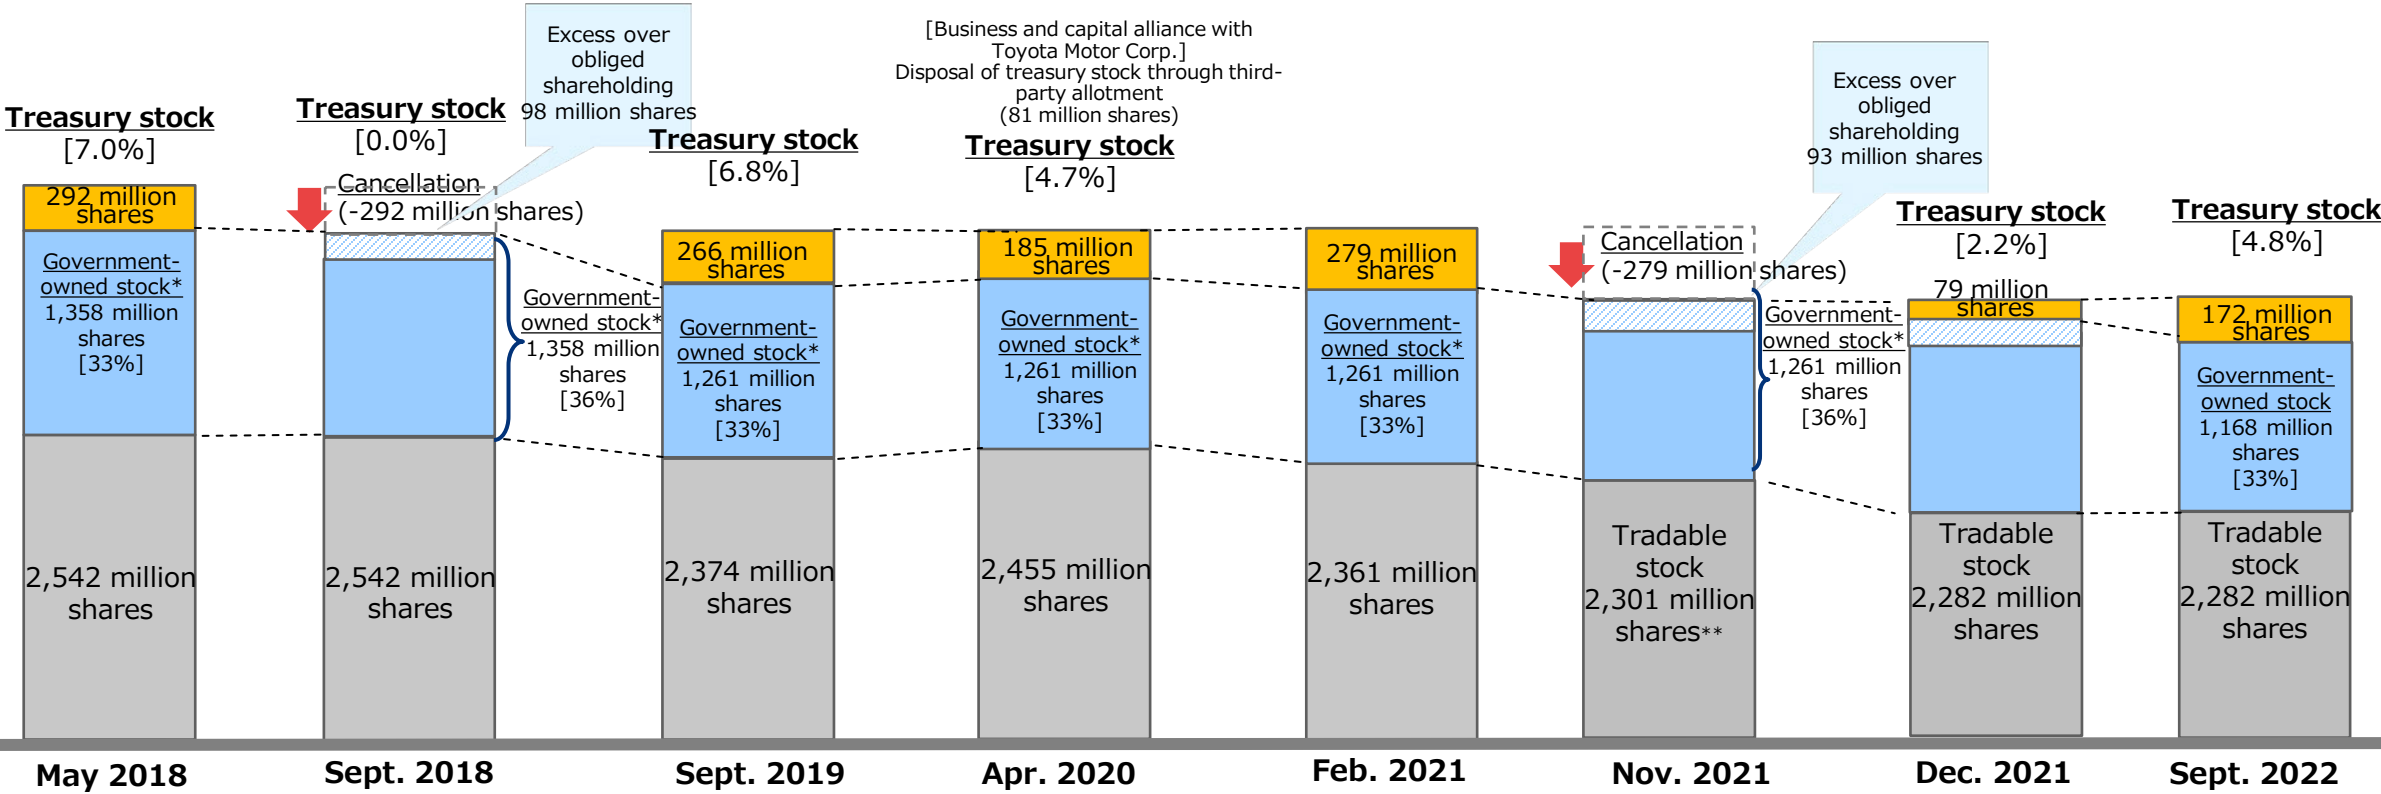 Treasury stock
[7.0%]
292 million
shares
Government-
owned stock*
1,358 million
shares
[33%]
2,542 million
shares
May 2018
Treasury stock
[0.0%]
Cancellation
(-292 million shares)
Excess over
obliged
shareholding
98 million shares
Government-
owned stock*
1,358 million
shares
[36%]
2,542 million
shares
Sept. 2018
Treasury stock
[6.8%]
266 million
shares
Government-
owned stock*
1,261 million
shares
[33%]
2,374 million
shares
Sept. 2019
[Business and capital alliance with
Toyota Motor Corp.]
Disposal of treasury stock through third-
party allotment
(81 million shares)
Treasury stock
[4.7%]
185 million
shares
Government-
owned stock*
1,261 million
shares
[33%]
2,455 million
shares
Apr. 2020
279 million
shares
Government-
owned stock*
1,261 million
shares
[33%]
2,361 million
shares
Feb. 2021
Cancellation
(-279 million shares)
Excess over
obliged
shareholding
93 million shares
Government-
owned stock*
1,261 million
shares
[36%]
Tradable
stock
2,301 million
shares**
Nov. 2021
Treasury stock
[2.2%]
79 million
shares
Tradable
stock
2,282 million
shares
Dec. 2021
Treasury stock
[4.8%]
172 million
shares
Government-
owned stock
1,168 million
shares
[33%]
Tradable
stock
2,282 million
shares
Sept. 2022